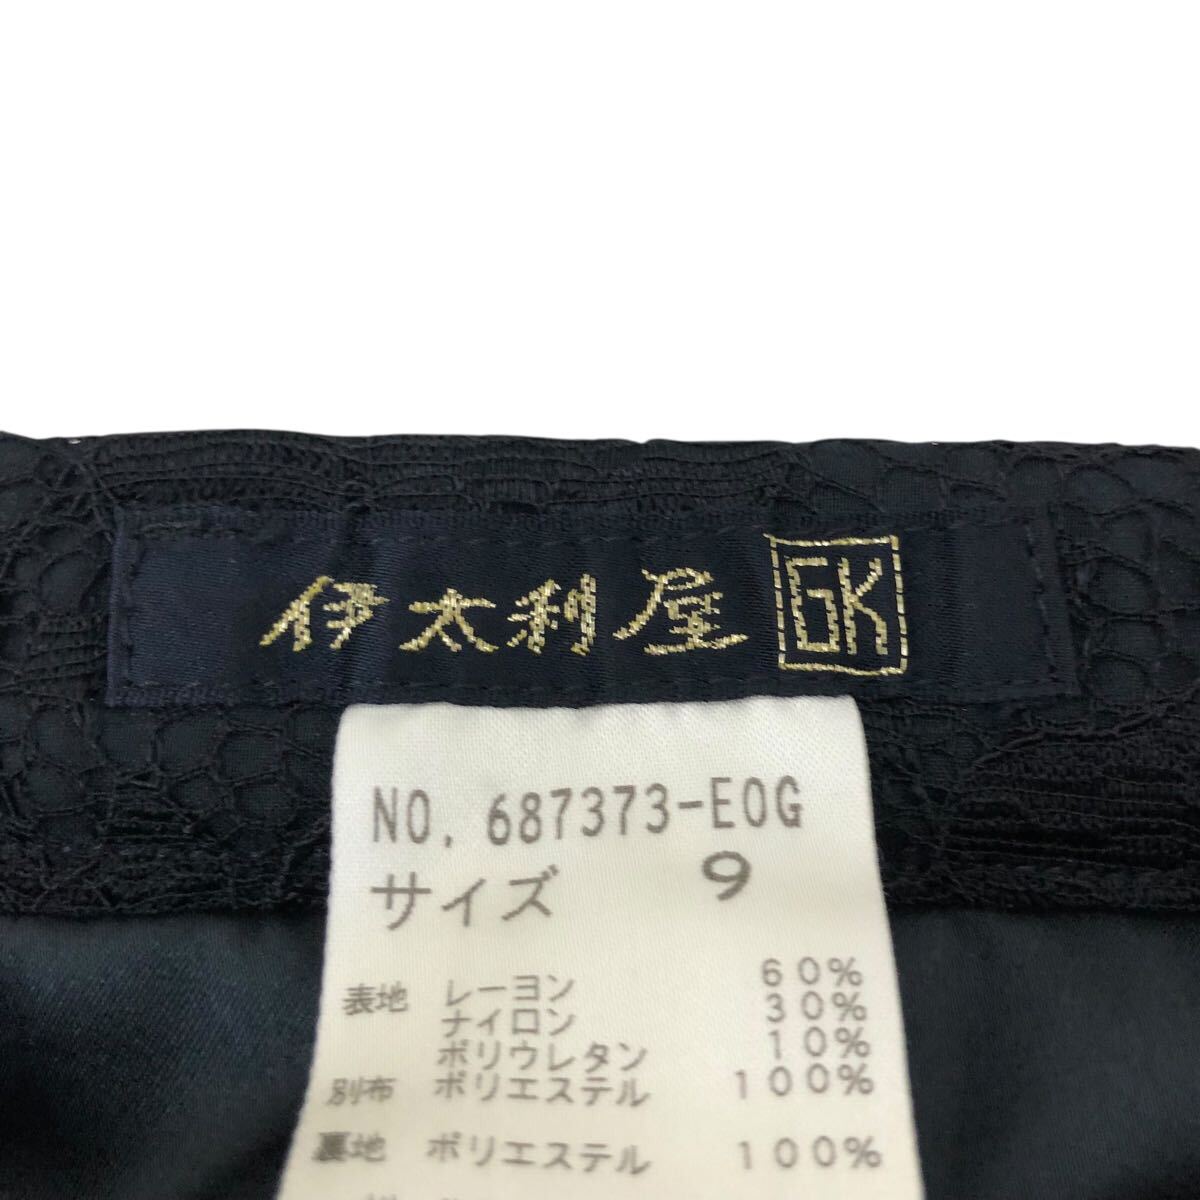 伊太利屋 GK
NO. 687373-EOG
サイズ 9
表地 レーヨン 60%
ナイロン 30%
ポリウレタン 10%
別布 ポリエステル 100%
裏地 ポリエステル 100%